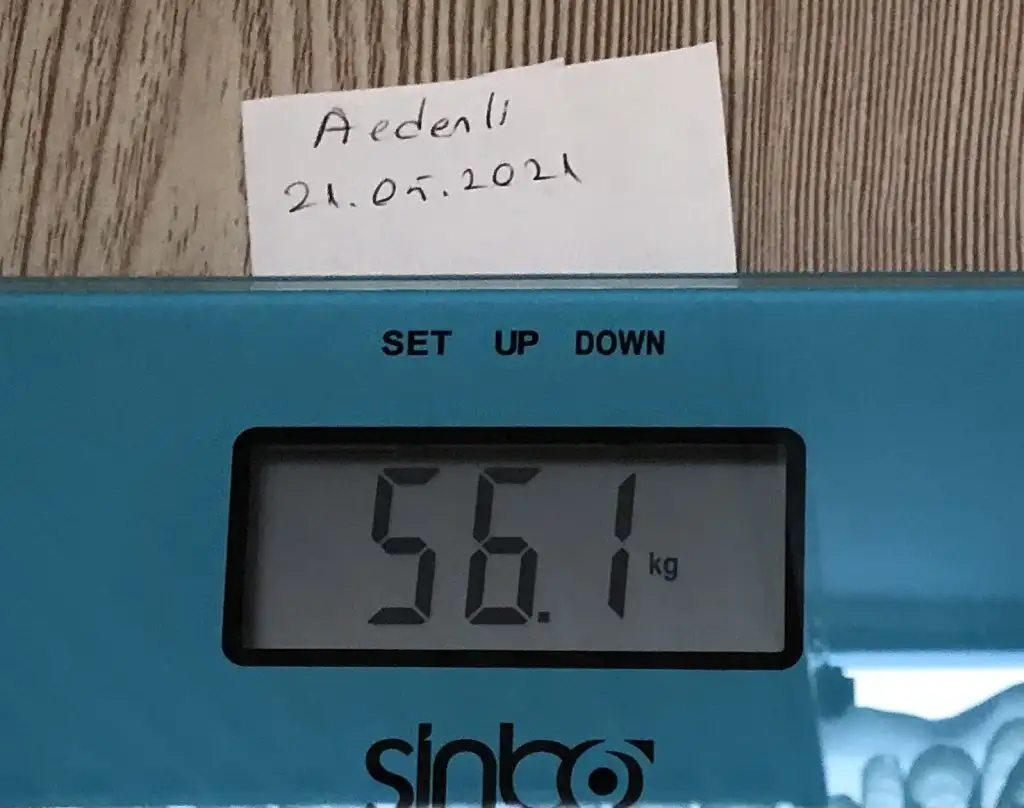 Aedenli
21.05.2021
SET UP DOWN
56.1 kg
sinbo